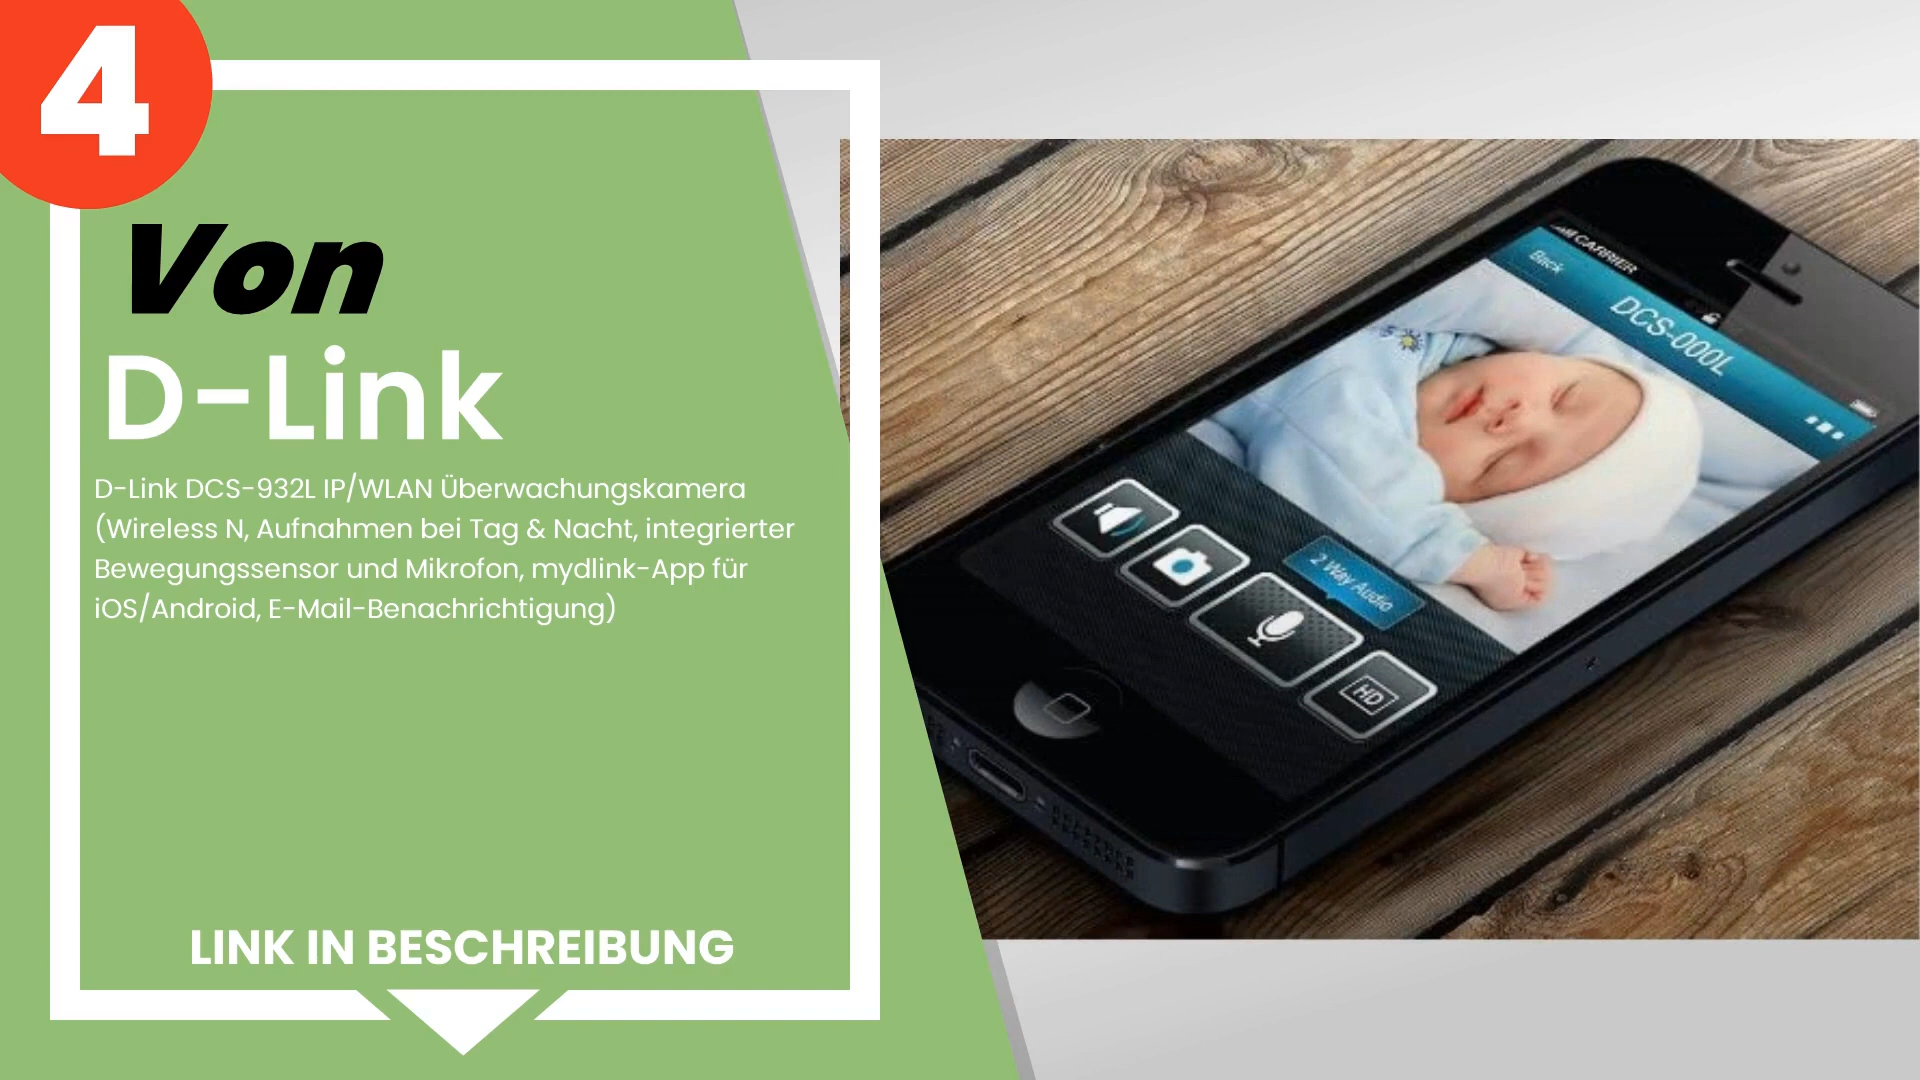 4
Von
D-Link
D-Link DCS-932L IP/WLAN Überwachungskamera
(Wireless N, Aufnahmen bei Tag & Nacht, integrierter
Bewegungssensor und Mikrofon, mydlink-App für
iOS/Android, E-Mail-Benachrichtigung)
LINK IN BESCHREIBUNG
CARRIER
Back
DCS-000L
2 Way Audio
HD